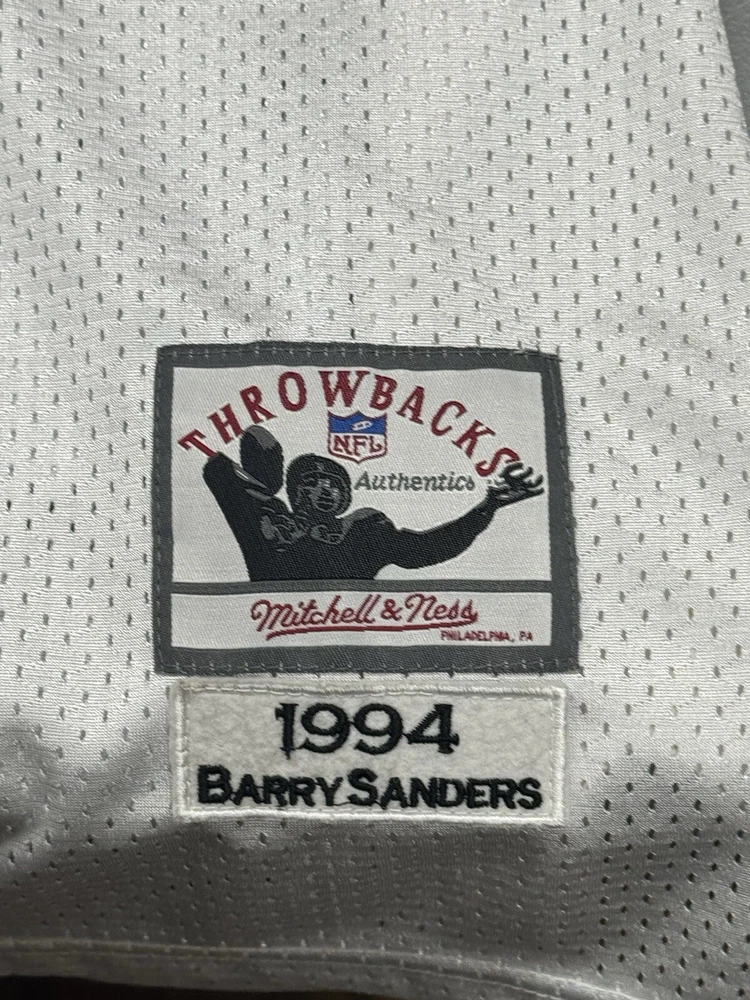 THROWBACKS
NFL
Authentics
Mitchell & Ness
PHILADELPHIA, PA
1994
BARRY SANDERS